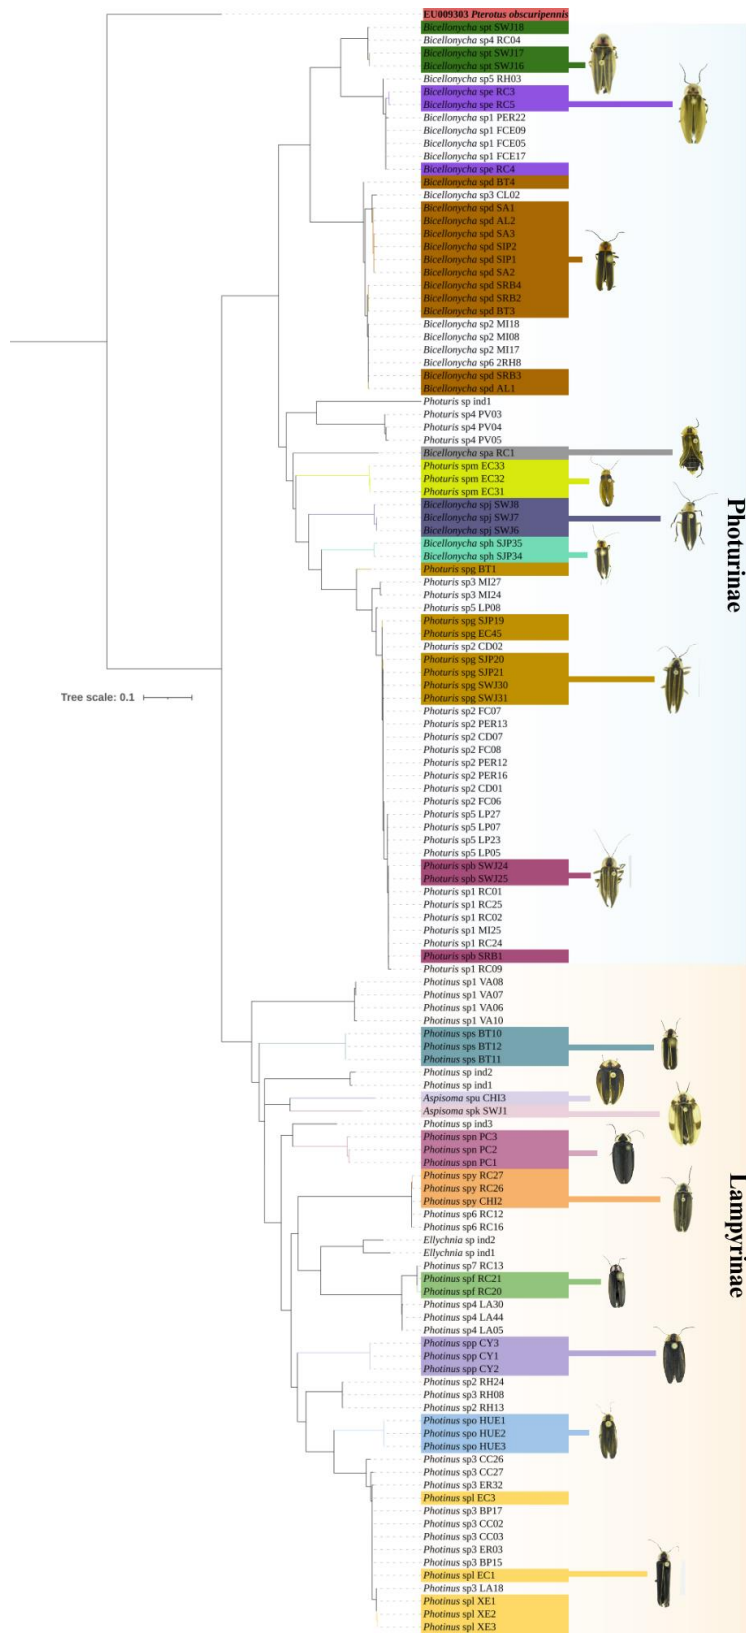 EU009303 Pterotus obscuripennis
Bicellonycha spt SWJ18
Bicellonycha sp4 RC04
Bicellonycha spt SWJ17
Bicellonycha spt SWJ16
Bicellonycha sp5 RH03
Bicellonycha spe RC3
Bicellonycha spe RC5
Bicellonycha sp1 PER22
Bicellonycha sp1 FCE09
Bicellonycha sp1 FCE05
Bicellonycha sp1 FCE17
Bicellonycha spe RC4
Bicellonycha spd BT4
Bicellonycha sp3 CL02
Bicellonycha spd SA1
Bicellonycha spd AL2
Bicellonycha spd SA3
Bicellonycha spd SIP2
Bicellonycha spd SIP1
Bicellonycha spd SA2
Bicellonycha spd SRB4
Bicellonycha spd SRB2
Bicellonycha spd BT3
Bicellonycha sp2 MI18
Bicellonycha sp2 MI08
Bicellonycha sp2 MI17
Bicellonycha sp6 2RH8
Bicellonycha spd SRB3
Bicellonycha spd AL1
Photuris sp ind1
Photuris sp4 PV03
Photuris sp4 PV04
Photuris sp4 PV05
Bicellonycha spa RC1
Photuris spm EC33
Photuris spm EC32
Photuris spm EC31
Bicellonycha spj SWJ8
Bicellonycha spj SWJ7
Bicellonycha spj SWJ6
Bicellonycha sph SJP35
Bicellonycha sph SJP34
Photuris spg BT1
Photuris sp3 MI27
Photuris sp3 MI24
Photuris sp5 LP08
Photuris spg SJP19
Photuris spg EC45
Photuris sp2 CD02
Photuris spg SJP20
Photuris spg SJP21
Photuris spg SWJ30
Photuris spg SWJ31
Photuris sp2 FC07
Photuris sp2 PER13
Photuris sp2 CD07
Photuris sp2 FC08
Photuris sp2 PER12
Photuris sp2 PER16
Photuris sp2 CD01
Photuris sp2 FC06
Photuris sp5 LP27
Photuris sp5 LP07
Photuris sp5 LP23
Photuris sp5 LP05
Photuris spb SWJ24
Photuris spb SWJ25
Photuris sp1 RC01
Photuris sp1 RC25
Photuris sp1 RC02
Photuris sp1 MI25
Photuris sp1 RC24
Photuris spb SRB1
Photuris sp1 RC09
Photurinae
Tree scale: 0.1
Photinus sp1 VA08
Photinus sp1 VA07
Photinus sp1 VA06
Photinus sp1 VA10
Photinus sps BT10
Photinus sps BT12
Photinus sps BT11
Photinus sp ind2
Photinus sp ind1
Aspisoma spu CHI3
Aspisoma spk SWJ1
Photinus sp ind3
Photinus spn PC3
Photinus spn PC2
Photinus spn PC1
Photinus spy RC27
Photinus spy RC26
Photinus spy CHI2
Photinus sp6 RC12
Photinus sp6 RC16
Ellychnia sp ind2
Ellychnia sp ind1
Photinus sp7 RC13
Photinus spf RC21
Photinus spf RC20
Photinus sp4 LA30
Photinus sp4 LA44
Photinus sp4 LA05
Photinus spp CY3
Photinus spp CY1
Photinus spp CY2
Photinus sp2 RH24
Photinus sp3 RH08
Photinus sp2 RH13
Photinus spo HUE1
Photinus spo HUE2
Photinus spo HUE3
Photinus sp3 CC26
Photinus sp3 CC27
Photinus sp3 ER32
Photinus spl EC3
Photinus sp3 BP17
Photinus sp3 CC02
Photinus sp3 CC03
Photinus sp3 ER03
Photinus sp3 BP15
Photinus spl EC1
Photinus sp3 LA18
Photinus spl XE1
Photinus spl XE2
Photinus spl XE3
Lampyrinae